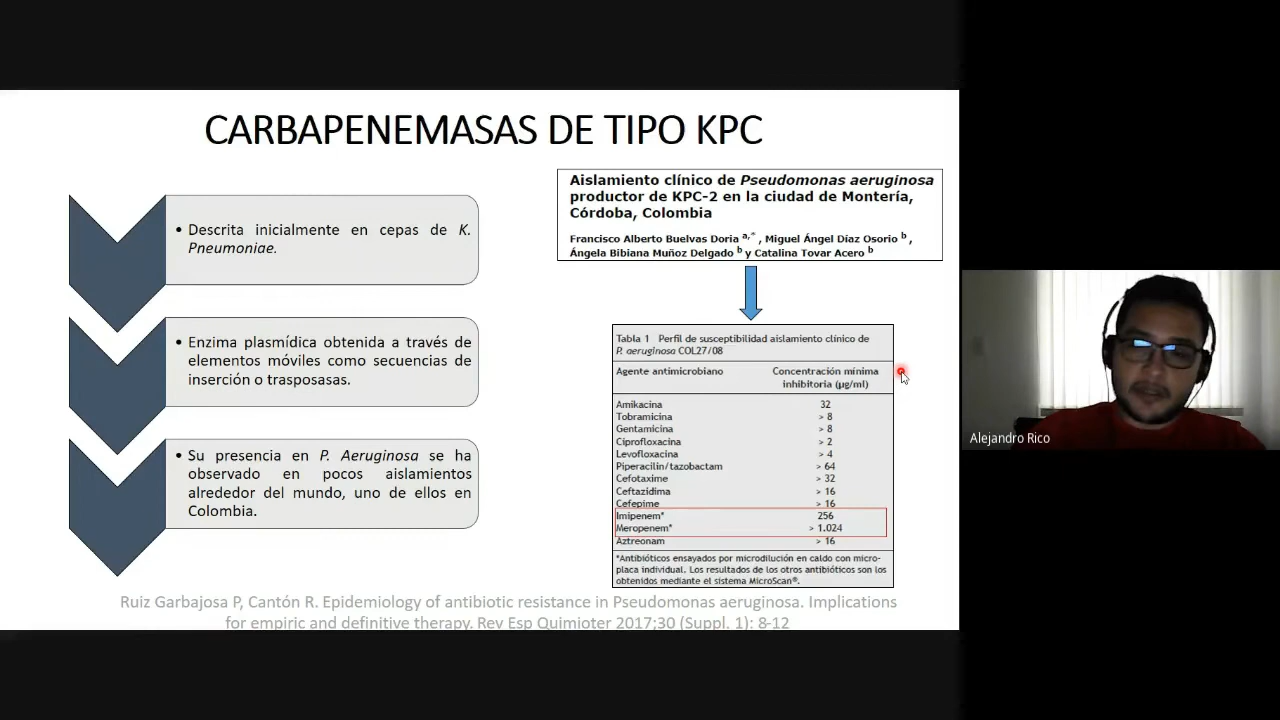 CARBAPENEMASAS DE TIPO KPC
• Descrita inicialmente en cepas de K.
Pneumoniae.
• Enzima plasmídica obtenida a través de
elementos móviles como secuencias de
inserción o trasposasas.
• Su presencia en P. Aeruginosa se ha
observado en pocos aislamientos
alrededor del mundo, uno de ellos en
Colombia.
Aislamiento clínico de Pseudomonas aeruginosa
productor de KPC-2 en la ciudad de Montería,
Córdoba, Colombia
Francisco Alberto Buelvas Doria a,*, Miguel Ángel Díaz Osorio b,
Ángela Bibiana Muñoz Delgado b y Catalina Tovar Acero b
Tabla 1 Perfil de susceptibilidad aislamiento clínico de
P. aeruginosa COL27/08
Agente antimicrobiano Concentración mínima
inhibitoria (µg/ml)
Amikacina 32
Tobramicina > 8
Gentamicina > 8
Ciprofloxacina > 2
Levofloxacina > 4
Piperacilin/tazobactam > 64
Cefotaxime > 32
Ceftazidima > 16
Cefepime > 16
Imipenem* 256
Meropenem* > 1.024
Aztreonam > 16
*Antibióticos ensayados por microdilución en caldo con micro-
placa individual. Los resultados de los otros antibióticos son los
obtenidos mediante el sistema MicroScan®.
Ruiz Garbajosa P, Cantón R. Epidemiology of antibiotic resistance in Pseudomonas aeruginosa. Implications
for empiric and definitive therapy. Rev Esp Quimioter 2017;30 (Suppl. 1): 8-12
Alejandro Rico